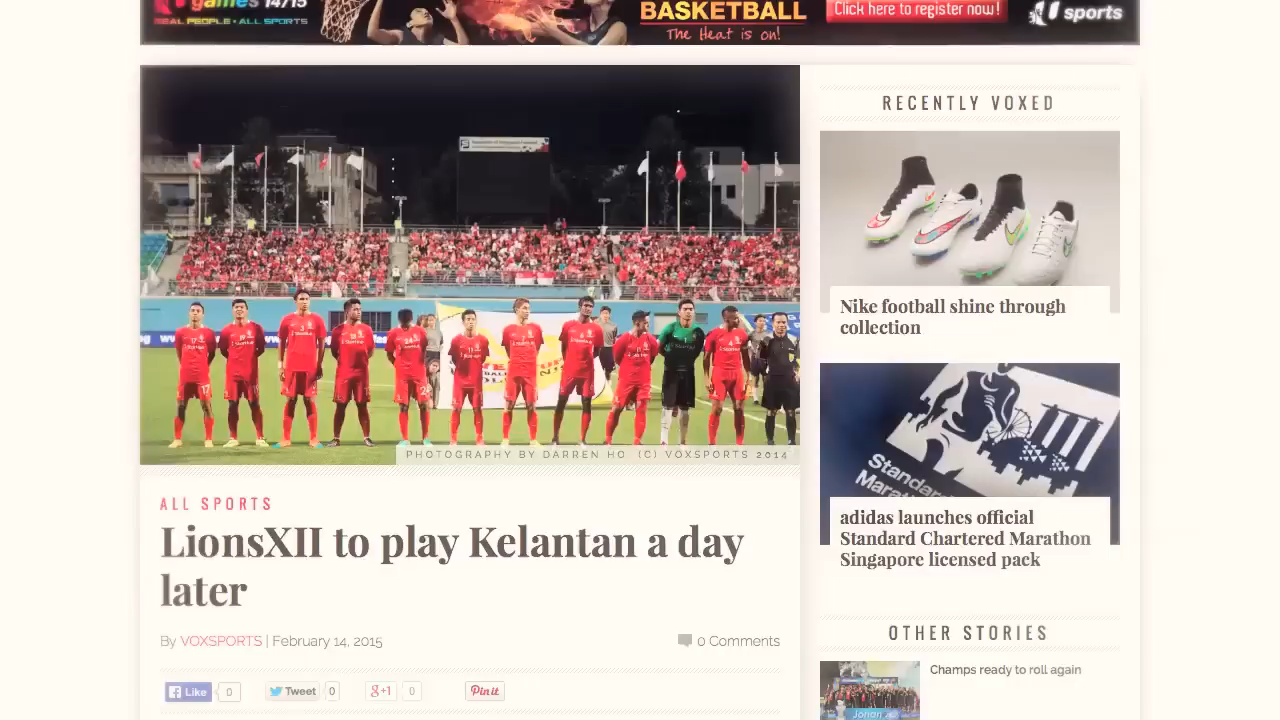 games 14/15
REAL PEOPLE • ALL SPORTS
BASKETBALL
The Heat is on!
Click here to register now!
U sports
PHOTOGRAPHY BY DARREN HO (C) VOXSPORTS 2014
ALL SPORTS
LionsXII to play Kelantan a day
later
By VOXSPORTS | February 14, 2015
0 Comments
Like 0
Tweet 0
g+1 0
Pin it
RECENTLY VOXED
Nike football shine through
collection
Standard
adidas launches official
Standard Chartered Marathon
Singapore licensed pack
OTHER STORIES
Champs ready to roll again